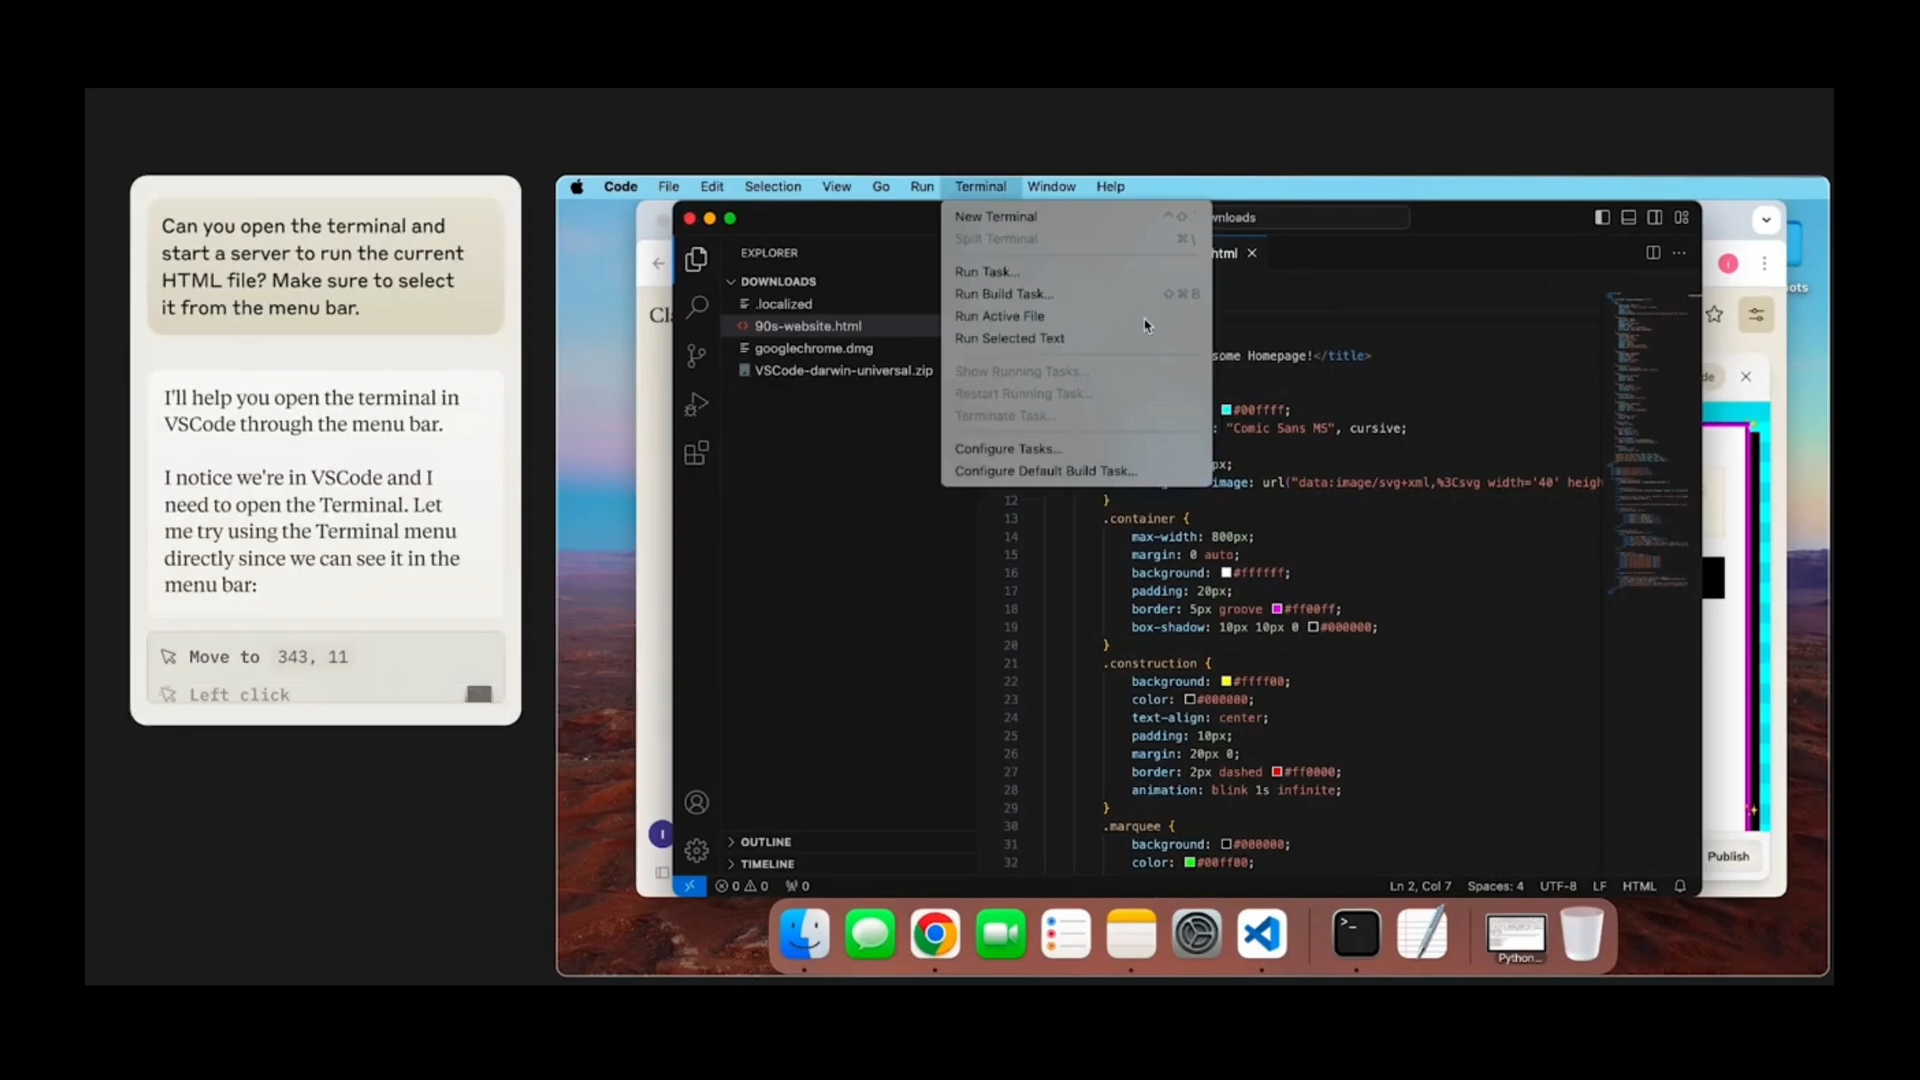 Can you open the terminal and
start a server to run the current
HTML file? Make sure to select
it from the menu bar.
I'll help you open the terminal in
VSCode through the menu bar.
I notice we're in VSCode and I
need to open the Terminal. Let
me try using the Terminal menu
directly since we can see it in the
menu bar:
Move to 343, 11
Left click
Code File Edit Selection View Go Run Terminal Window Help
New Terminal ⌃⇧`
Split Terminal ⌘\
Run Task...
Run Build Task... ⇧⌘B
Run Active File
Run Selected Text
Show Running Tasks...
Restart Running Task...
Terminate Task...
Configure Tasks...
Configure Default Build Task...
EXPLORER
DOWNLOADS
.localized
90s-website.html
googlechrome.dmg
VSCode-darwin-universal.zip
OUTLINE
TIMELINE
wnloads
html
some Homepage!</title>
#00ffff;
: "Comic Sans MS", cursive;
px;
image: url("data:image/svg+xml,%3Csvg width='40' heigh
12 }
13 .container {
14 max-width: 800px;
15 margin: 0 auto;
16 background: #ffffff;
17 padding: 20px;
18 border: 5px groove #ff00ff;
19 box-shadow: 10px 10px 0 #000000;
20 }
21 .construction {
22 background: #ffff00;
23 color: #000000;
24 text-align: center;
25 padding: 10px;
26 margin: 20px 0;
27 border: 2px dashed #ff0000;
28 animation: blink 1s infinite;
29 }
30 .marquee {
31 background: #000000;
32 color: #00ff00;
0 0 0
Ln 2, Col 7 Spaces: 4 UTF-8 LF HTML
Cl
ots
de
Publish
Python...